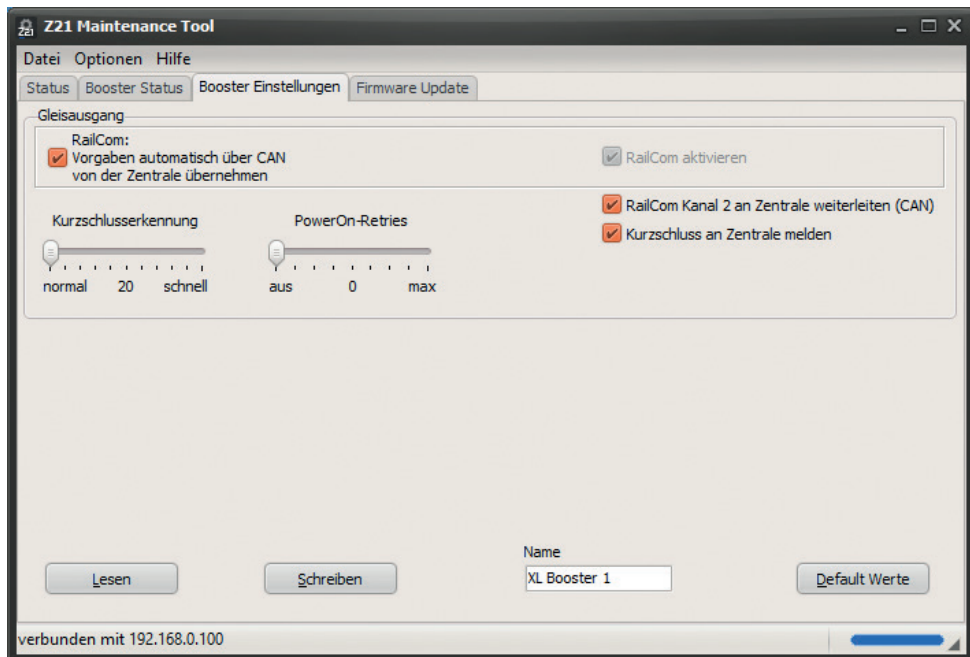 Z21 Z21 Maintenance Tool
Datei Optionen Hilfe
Status Booster Status Booster Einstellungen Firmware Update
Gleisausgang
RailCom:
Vorgaben automatisch über CAN
von der Zentrale übernehmen
RailCom aktivieren
RailCom Kanal 2 an Zentrale weiterleiten (CAN)
Kurzschluss an Zentrale melden
Kurzschlusserkennung
normal 20 schnell
PowerOn-Retries
aus 0 max
Name
Lesen Schreiben XL Booster 1 Default Werte
verbunden mit 192.168.0.100